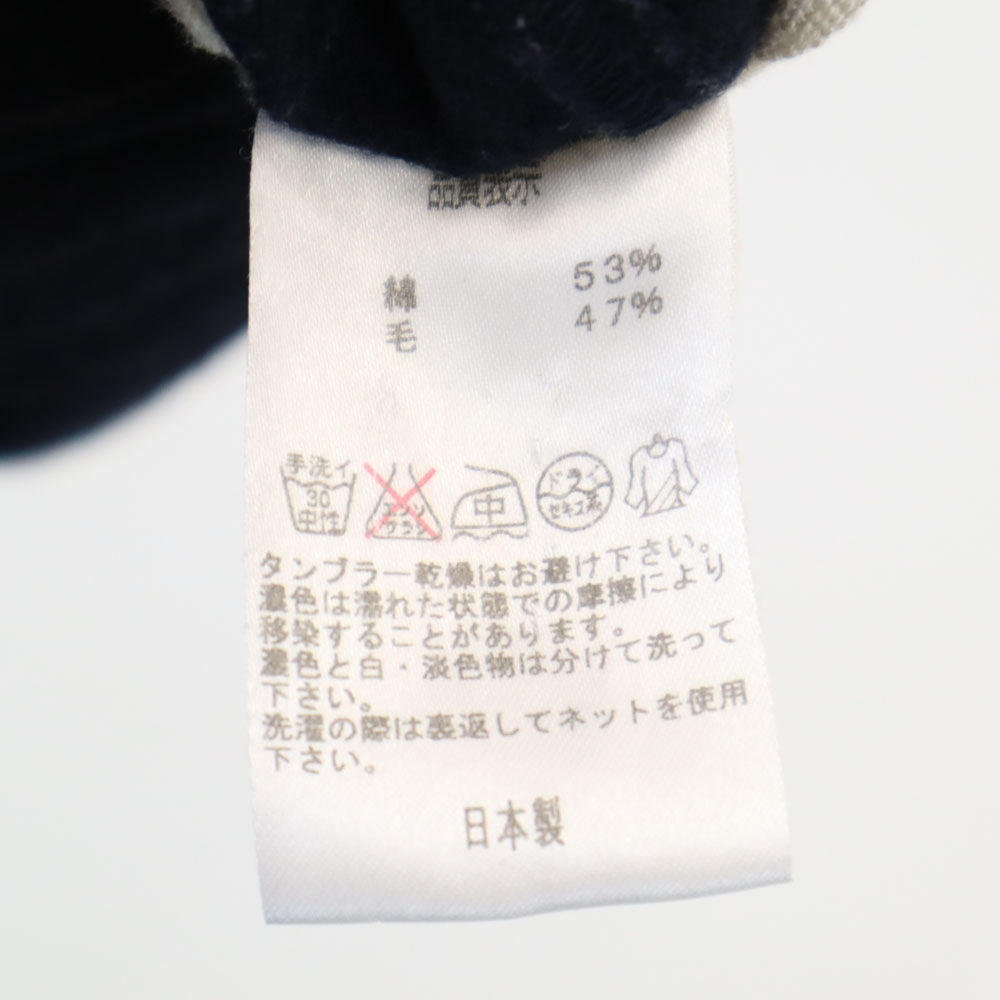 品質表示
綿 53%
毛 47%
手洗イ
30
中性
エンソ
サラシ
中
ドライ
セキユ系
タンブラー乾燥はお避け下さい。
濃色は濡れた状態での摩擦により
移染することがあります。
濃色と白・淡色物は分けて洗って
下さい。
洗濯の際は裏返してネットを使用
下さい。
日本製